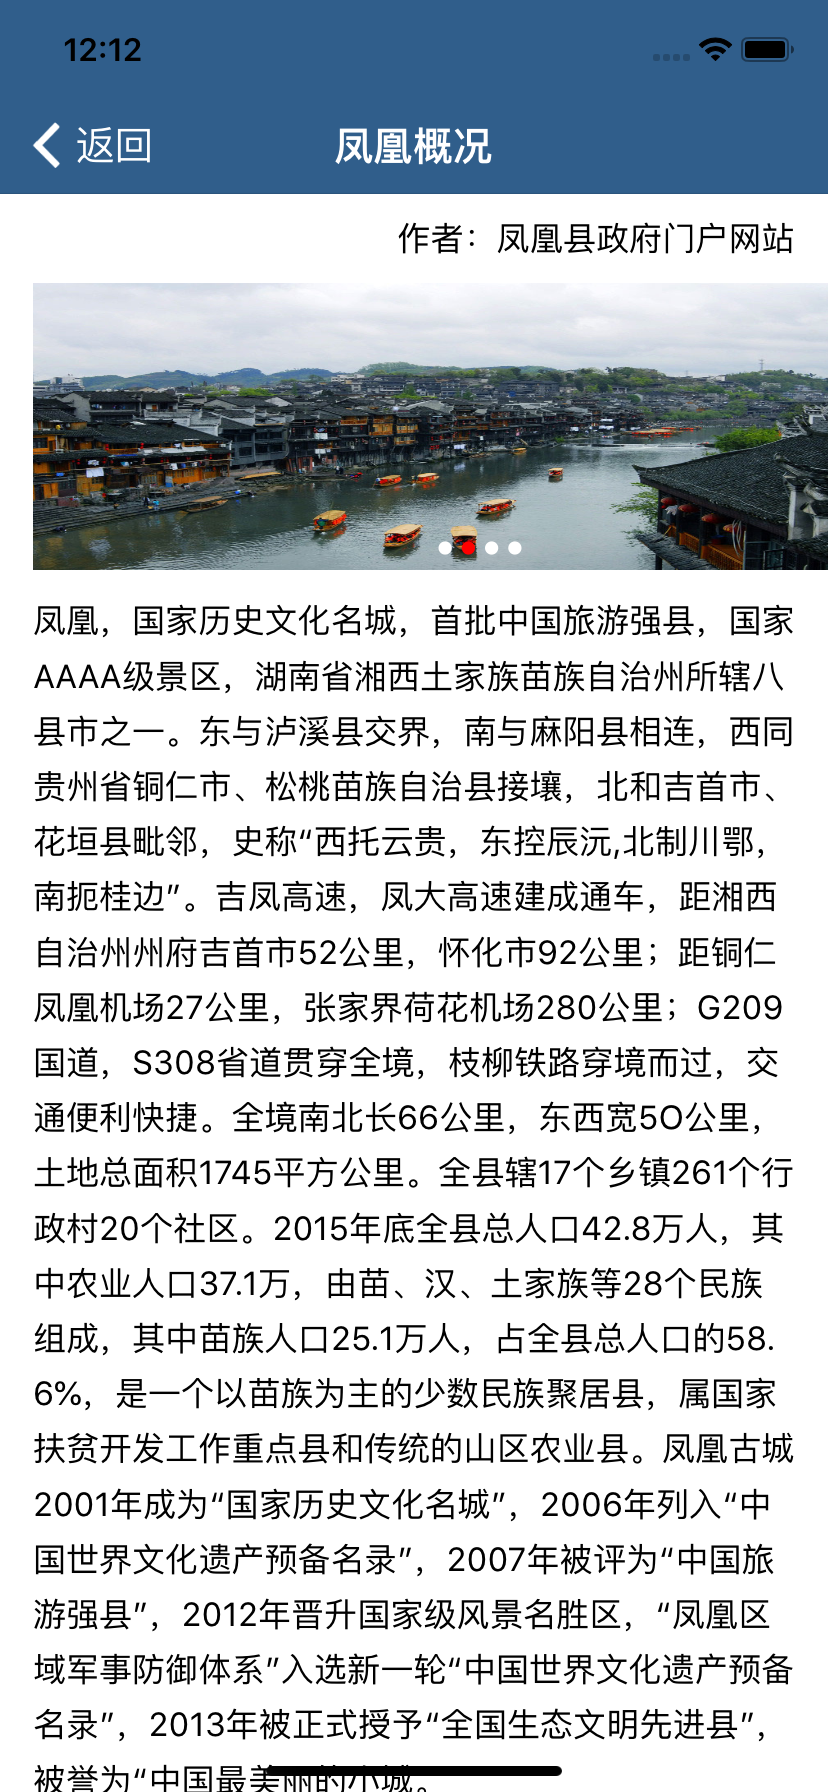 12:12
返回
凤凰概况
作者：凤凰县政府门户网站
凤凰，国家历史文化名城，首批中国旅游强县，国家
AAAA级景区，湖南省湘西土家族苗族自治州所辖八
县市之一。东与泸溪县交界，南与麻阳县相连，西同
贵州省铜仁市、松桃苗族自治县接壤，北和吉首市、
花垣县毗邻，史称“西托云贵，东控辰沅,北制川鄂，
南扼桂边”。吉凤高速，凤大高速建成通车，距湘西
自治州州府吉首市52公里，怀化市92公里；距铜仁
凤凰机场27公里，张家界荷花机场280公里；G209
国道，S308省道贯穿全境，枝柳铁路穿境而过，交
通便利快捷。全境南北长66公里，东西宽5O公里，
土地总面积1745平方公里。全县辖17个乡镇261个行
政村20个社区。2015年底全县总人口42.8万人，其
中农业人口37.1万，由苗、汉、土家族等28个民族
组成，其中苗族人口25.1万人，占全县总人口的58.
6%，是一个以苗族为主的少数民族聚居县，属国家
扶贫开发工作重点县和传统的山区农业县。凤凰古城
2001年成为“国家历史文化名城”，2006年列入“中
国世界文化遗产预备名录”，2007年被评为“中国旅
游强县”，2012年晋升国家级风景名胜区，“凤凰区
域军事防御体系”入选新一轮“中国世界文化遗产预备
名录”，2013年被正式授予“全国生态文明先进县”，
被誉为“中国最美丽的小城。